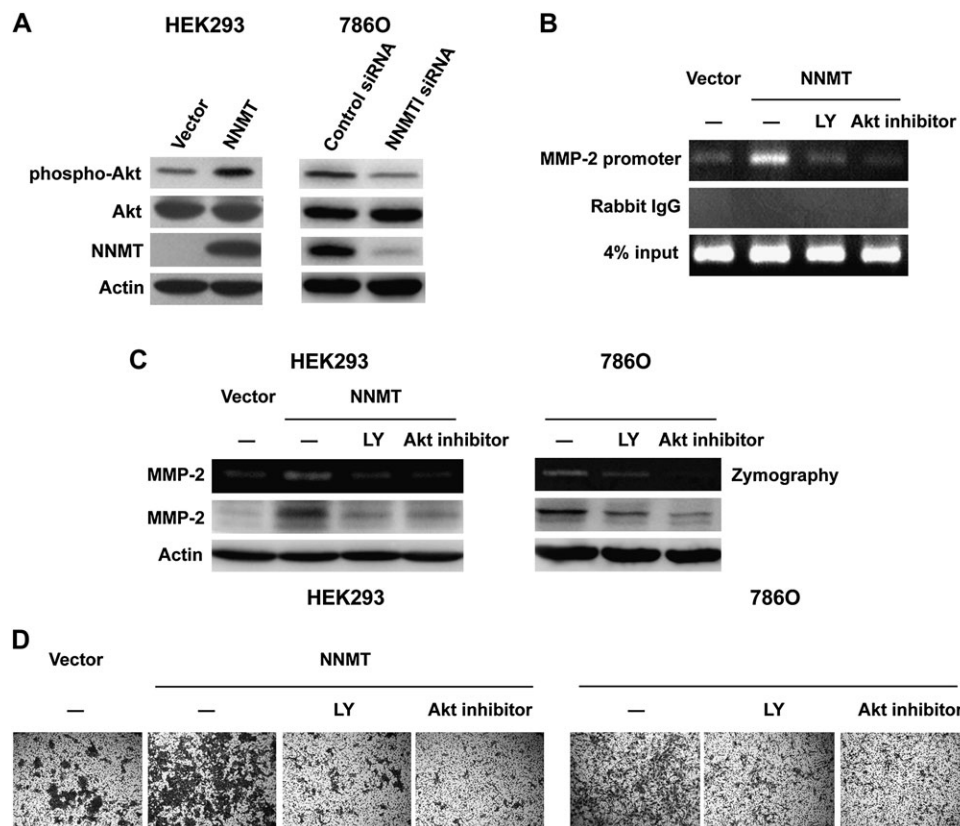 A
HEK293
786O
Vector
NNMT
Control siRNA
NNMTI siRNA
phospho-Akt
Akt
NNMT
Actin
B
Vector
NNMT
— — LY Akt inhibitor
MMP-2 promoter
Rabbit IgG
4% input
C
HEK293
786O
Vector
NNMT
— — LY Akt inhibitor
— LY Akt inhibitor
MMP-2
Zymography
MMP-2
Actin
HEK293
786O
D
Vector
NNMT
— — LY Akt inhibitor
— LY Akt inhibitor